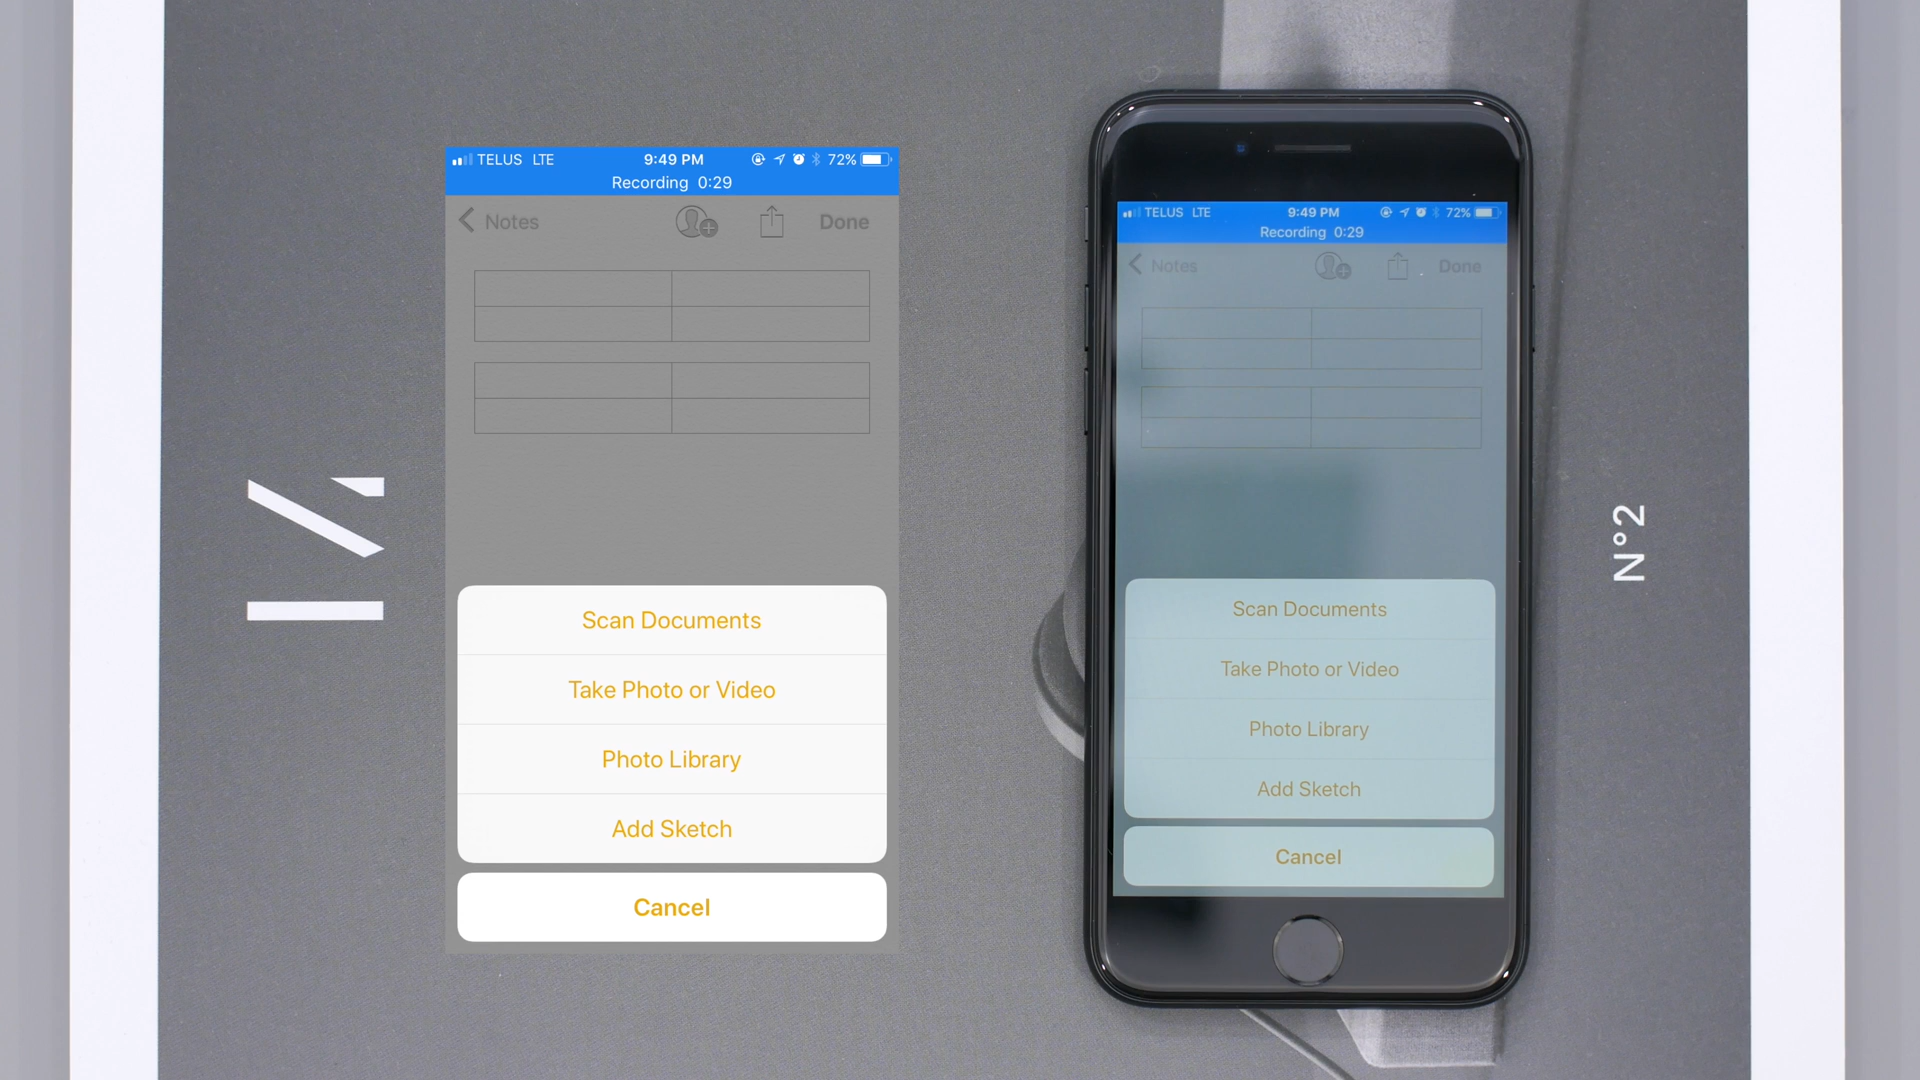 TELUS LTE 9:49 PM 72%
Recording 0:29
Notes Done
Scan Documents
Take Photo or Video
Photo Library
Add Sketch
Cancel
TELUS LTE 9:49 PM 72%
Recording 0:29
Notes Done
Scan Documents
Take Photo or Video
Photo Library
Add Sketch
Cancel
N°2